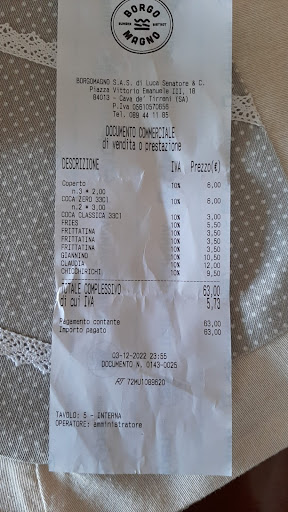 BORGO
BURGER DISTRICT
MAGNO
BORGOMAGNO S.A.S. di Luca Senatore & C.
Piazza Vittorio Emanuele III, 18
84013 - Cava de' Tirreni (SA)
P.Iva 05610570656
Tel. 089 44 11 85
DOCUMENTO COMMERCIALE
di vendita o prestazione
DESCRIZIONE IVA Prezzo(€)
Coperto 10% 6,00
n.3 * 2,00
COCA ZERO 33Cl 10% 6,00
n.2 * 3,00
COCA CLASSICA 33Cl 10% 3,00
FRIES 10% 5,50
FRITTATINA 10% 3,50
FRITTATINA 10% 3,50
FRITTATINA 10% 3,50
GIANNINO 10% 10,50
CLAUDIA 10% 12,00
CHICCHIRICHI 10% 9,50
TOTALE COMPLESSIVO 63,00
di cui IVA 5,73
Pagamento contante 63,00
Importo pagato 63,00
03-12-2022 23:55
DOCUMENTO N. 0143-0025
RT 72MU1089620
TAVOLO: 5 - INTERNA
OPERATORE: amministratore